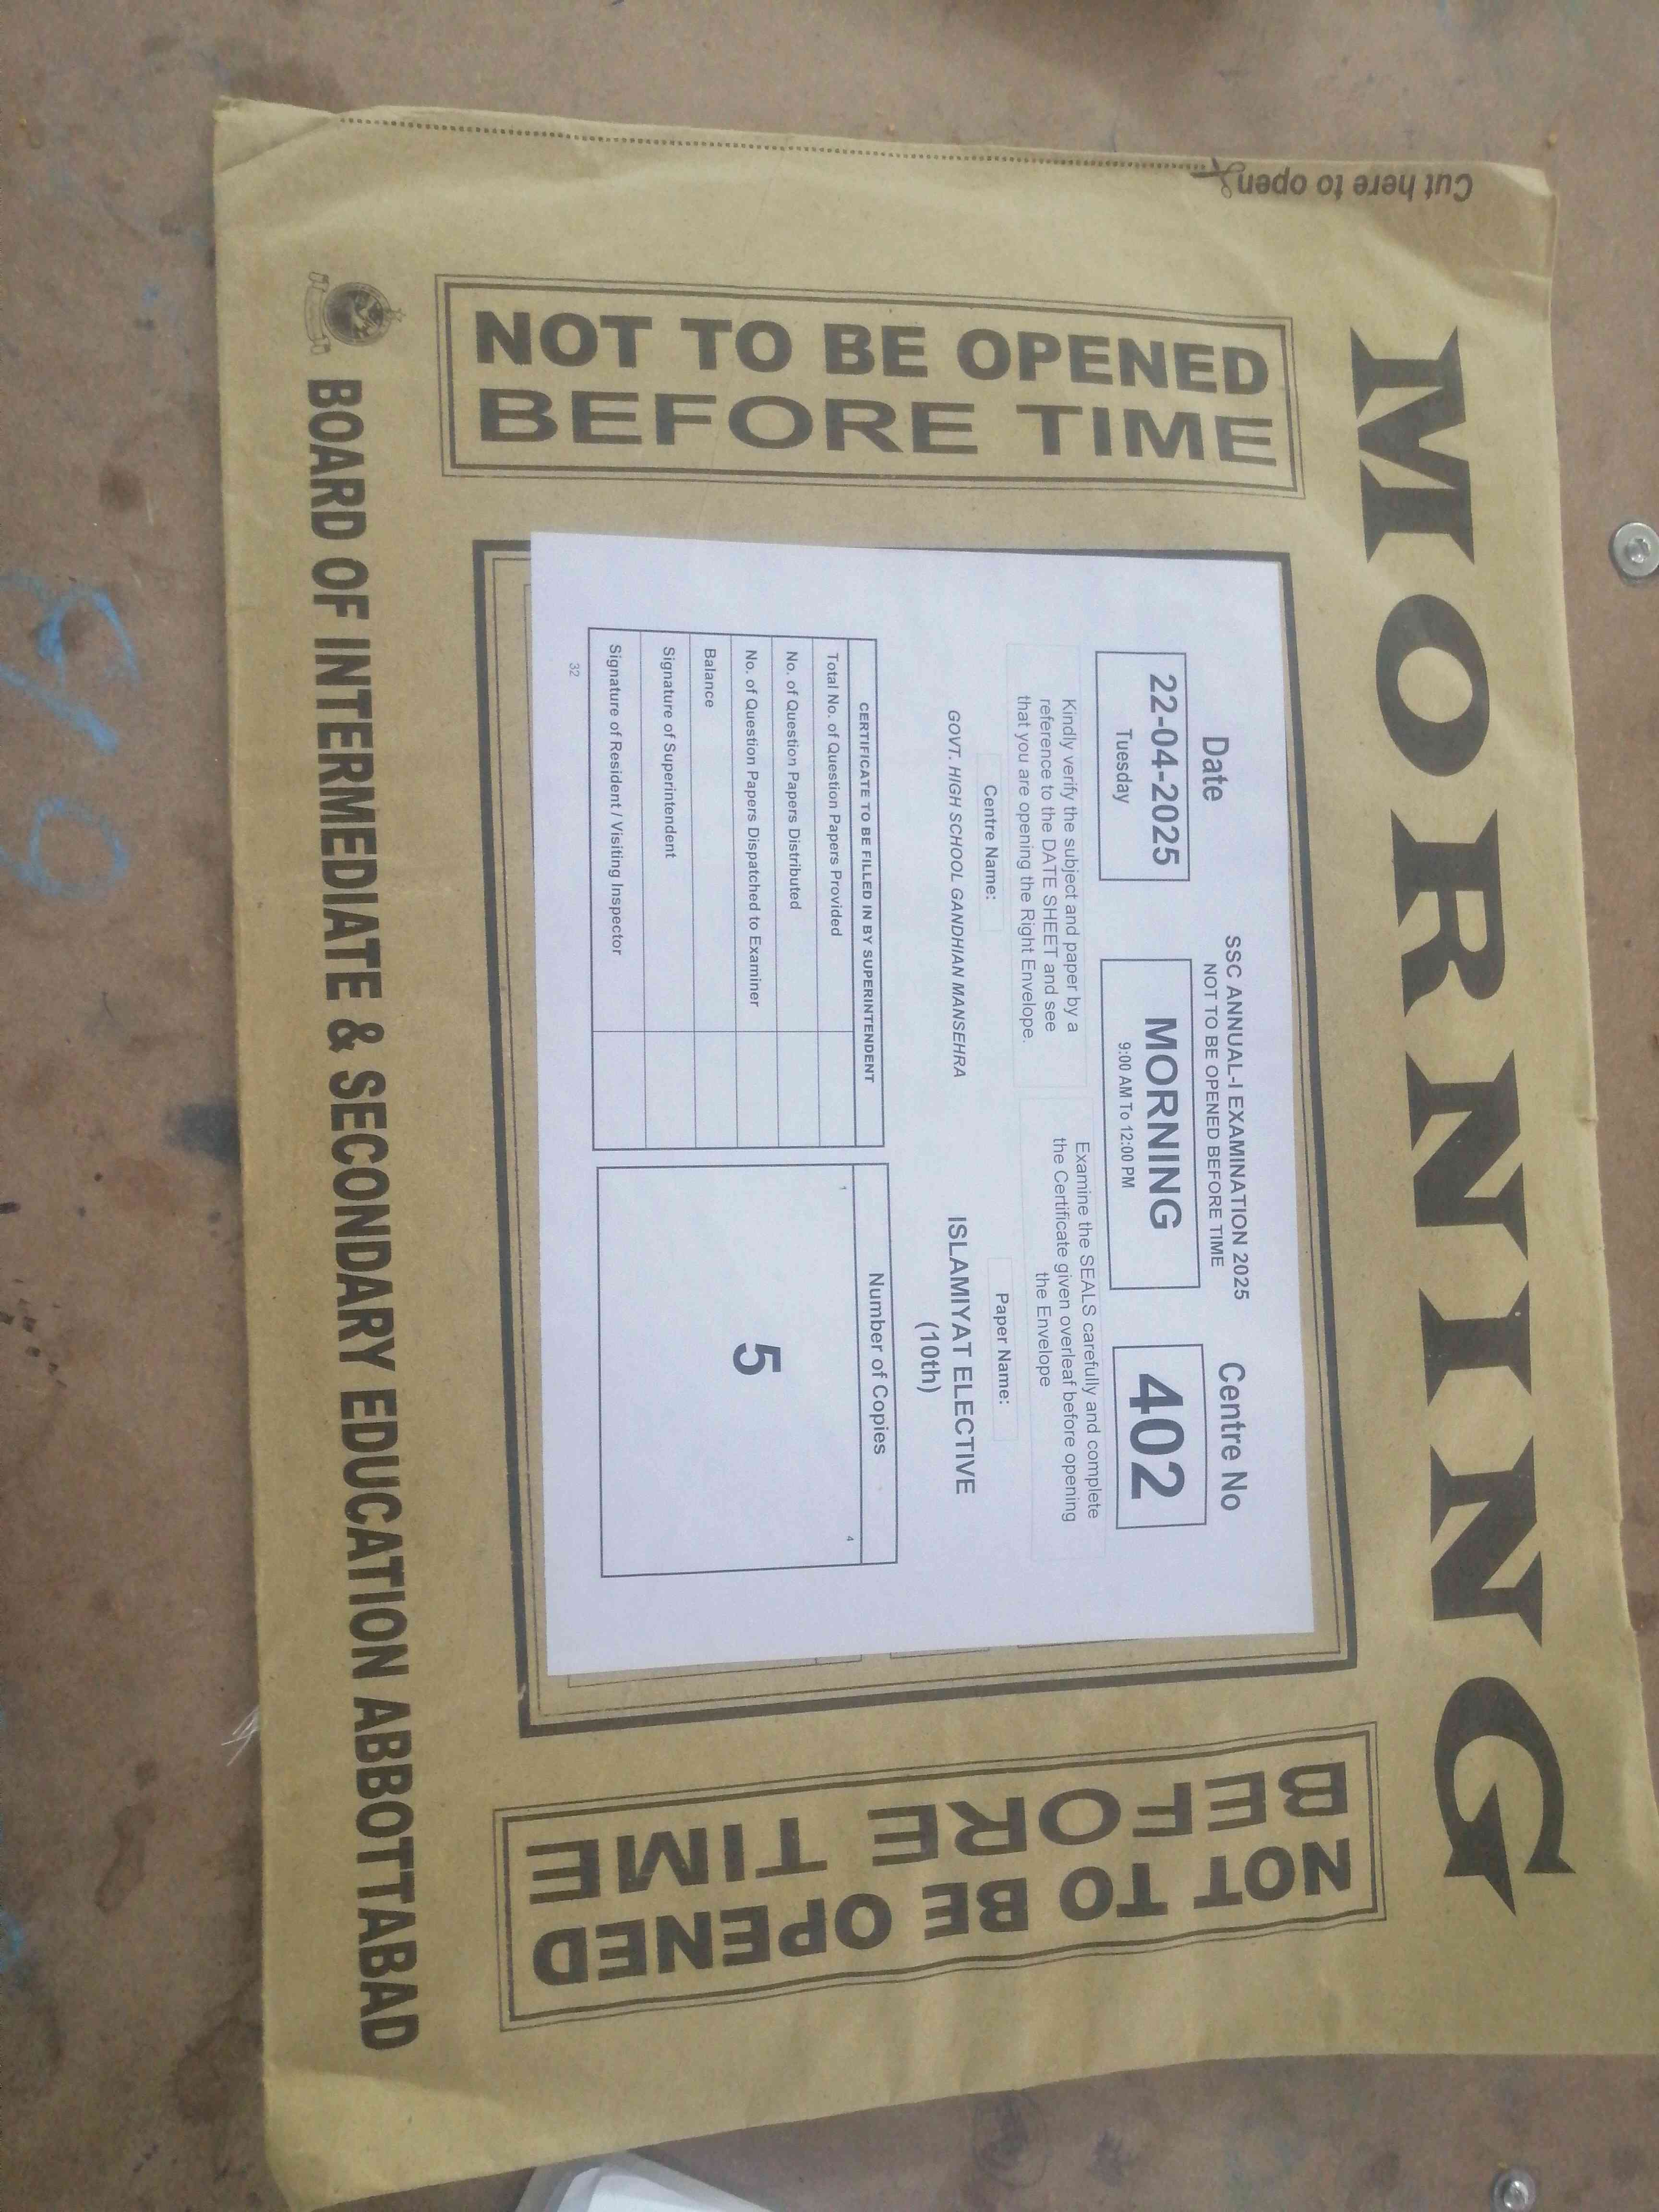 MORNING
Cut here to open
NOT TO BE OPENED
BEFORE TIME
SSC ANNUAL-I EXAMINATION 2025
NOT TO BE OPENED BEFORE TIME
Date
22-04-2025
Tuesday
MORNING
9:00 AM To 12:00 PM
Centre No
402
Kindly verify the subject and paper by a
reference to the DATE SHEET and see
that you are opening the Right Envelope.
Examine the SEALS carefully and complete
the Certificate given overleaf before opening
the Envelope
Centre Name:
GOVT. HIGH SCHOOL GANDHIAN MANSEHRA
Paper Name:
ISLAMIYAT ELECTIVE
(10th)
CERTIFICATE TO BE FILLED IN BY SUPERINTENDENT
Total No. of Question Papers Provided
No. of Question Papers Distributed
No. of Question Papers Dispatched to Examiner
Balance
Signature of Superintendent
Signature of Resident / Visiting Inspector
Number of Copies
1 4
5
32
NOT TO BE OPENED
BEFORE TIME
BOARD OF INTERMEDIATE & SECONDARY EDUCATION ABBOTTABAD